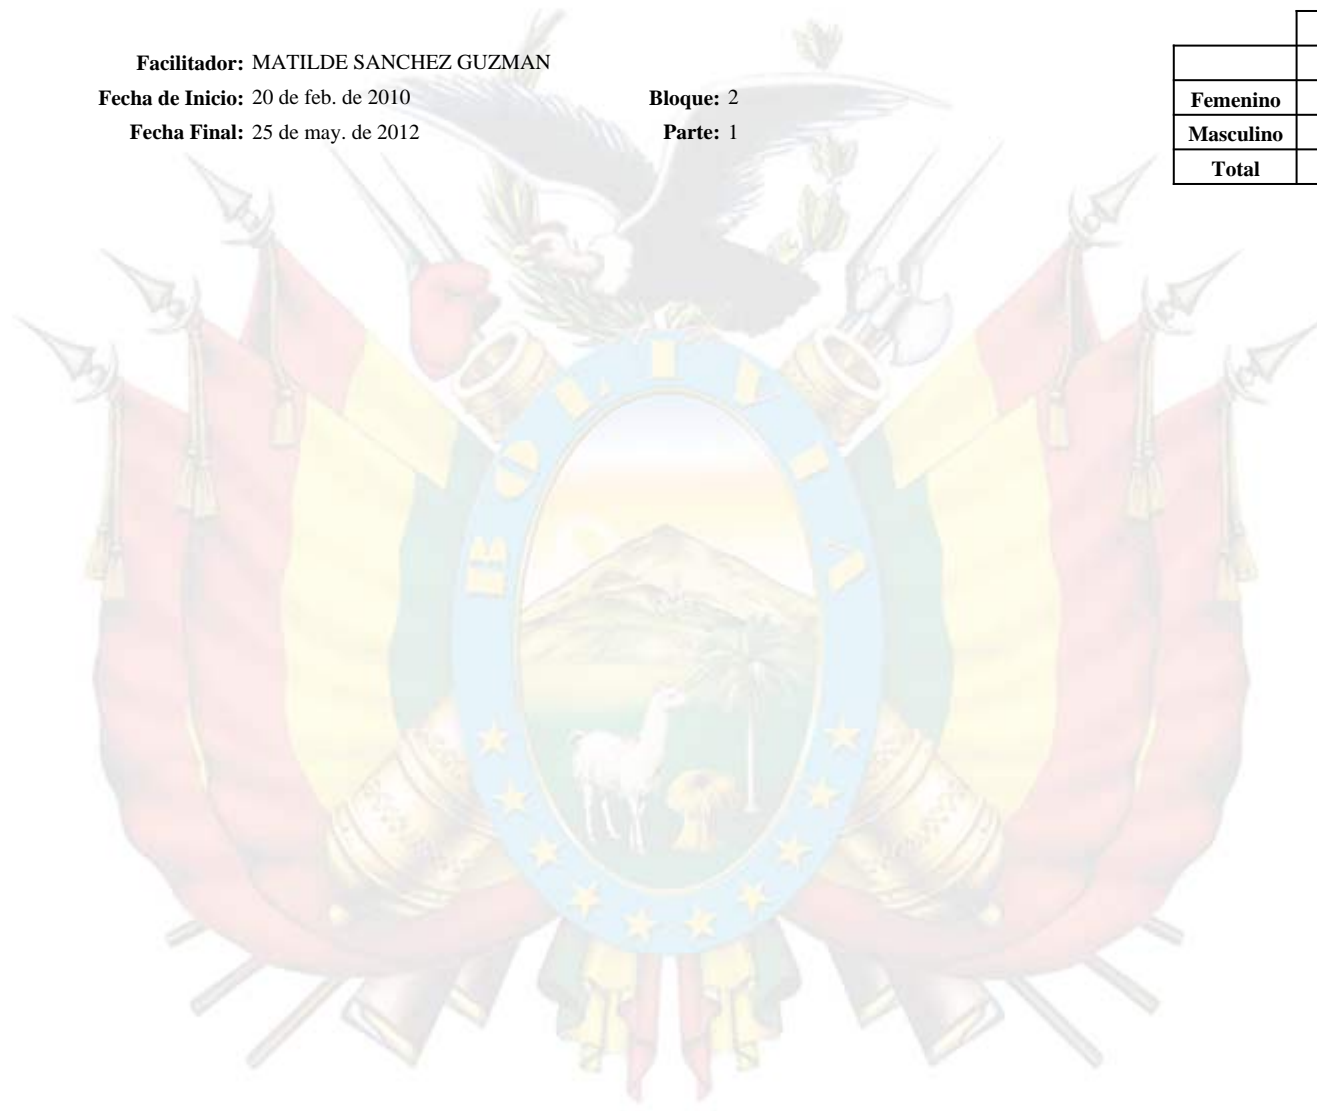 Facilitador: MATILDE SANCHEZ GUZMAN
Fecha de Inicio: 20 de feb. de 2010 Bloque: 2
Fecha Final: 25 de may. de 2012 Parte: 1
Femenino
Masculino
Total
BOLIVIA